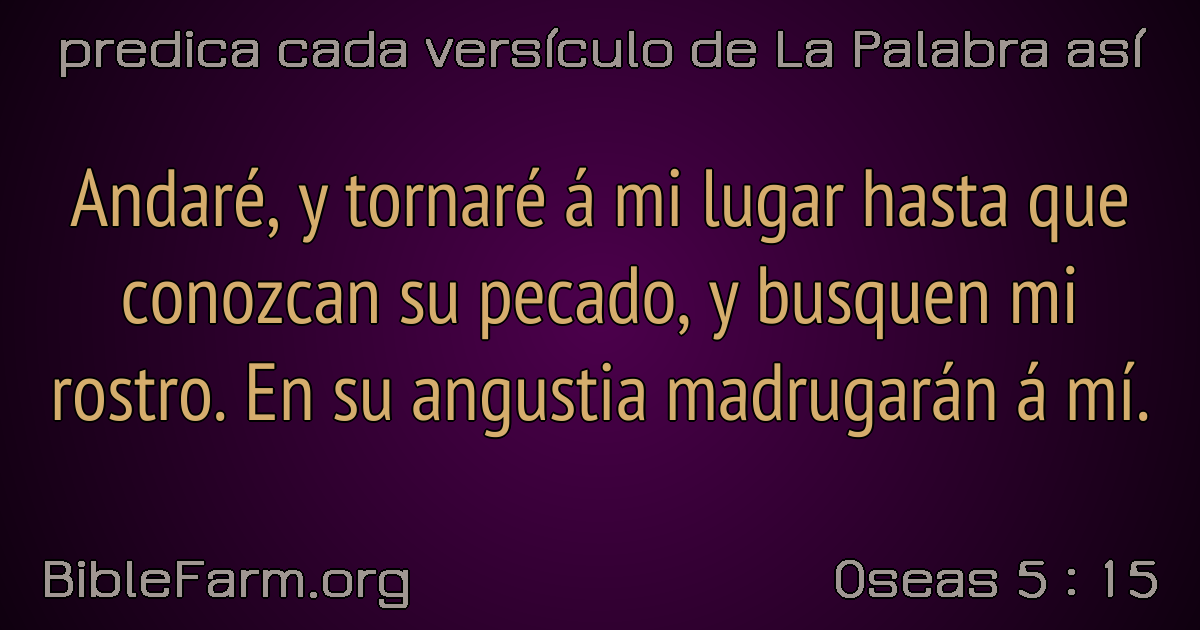 predica cada versículo de La Palabra así
Andaré, y tornaré á mi lugar hasta que
conozcan su pecado, y busquen mi
rostro. En su angustia madrugarán á mí.
BibleFarm.org
Oseas 5 : 15